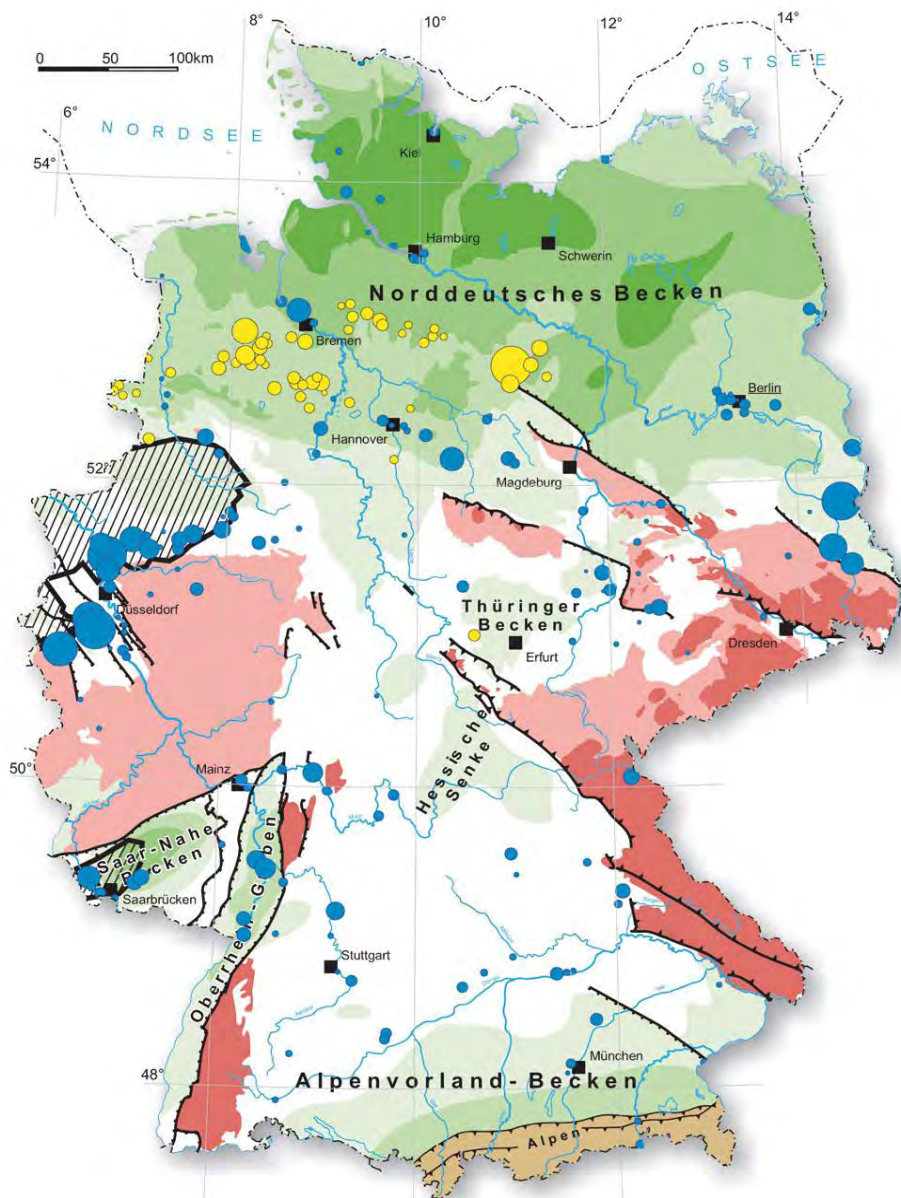 8°
10°
12°
14°
0 50 100km
OSTSEE
6°
NORDSEE
54°
Kiel
Hamburg
Schwerin
Norddeutsches Becken
Bremen
Berlin
Hannover
52°
Magdeburg
Düsseldorf
Thüringer
Becken
Erfurt
Dresden
Hessische
Senke
50°
Mainz
Main
Saar-Nahe
Becken
Saarbrücken
Stuttgart
48°
München
Alpenvorland-Becken
Alpen